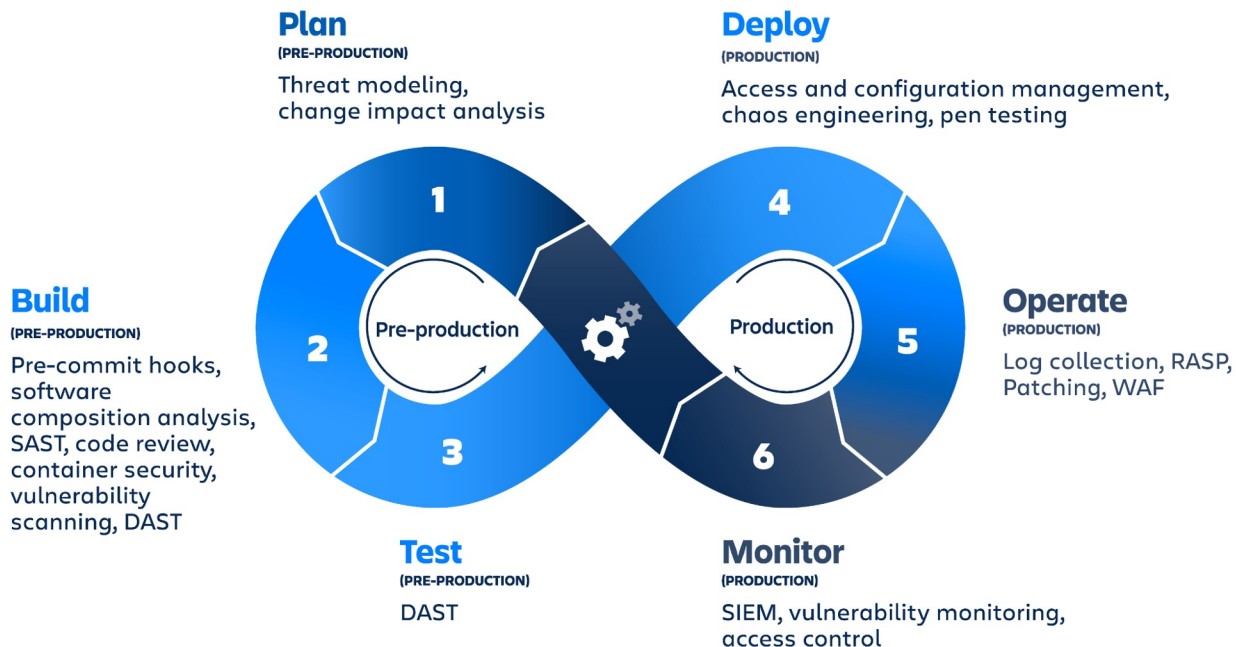 Plan
(PRE-PRODUCTION)
Threat modeling,
change impact analysis
Deploy
(PRODUCTION)
Access and configuration management,
chaos engineering, pen testing
1
4
Build
(PRE-PRODUCTION)
Pre-commit hooks,
software
composition analysis,
SAST, code review,
container security,
vulnerability
scanning, DAST
2
Pre-production
Production
5
Operate
(PRODUCTION)
Log collection, RASP,
Patching, WAF
3
6
Test
(PRE-PRODUCTION)
DAST
Monitor
(PRODUCTION)
SIEM, vulnerability monitoring,
access control